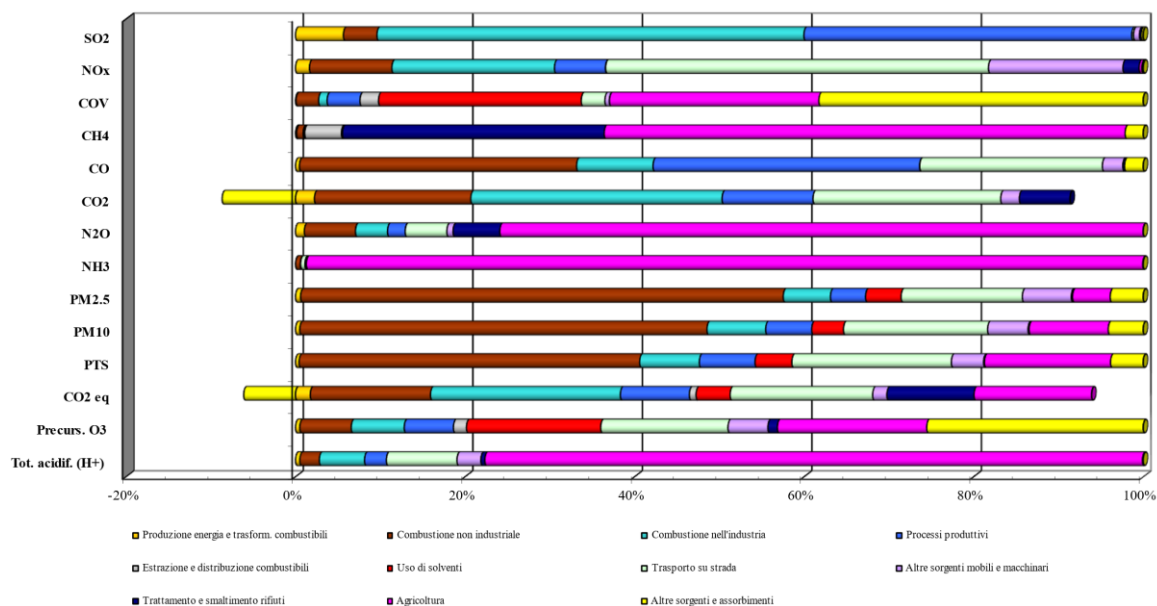 SO2
NOx
COV
CH4
CO
CO2
N2O
NH3
PM2.5
PM10
PTS
CO2 eq
Precurs. O3
Tot. acidif. (H+)
-20% 0% 20% 40% 60% 80% 100%
Produzione energia e trasform. combustibili Combustione non industriale Combustione nell'industria Processi produttivi
Estrazione e distribuzione combustibili Uso di solventi Trasporto su strada Altre sorgenti mobili e macchinari
Trattamento e smaltimento rifiuti Agricoltura Altre sorgenti e assorbimenti